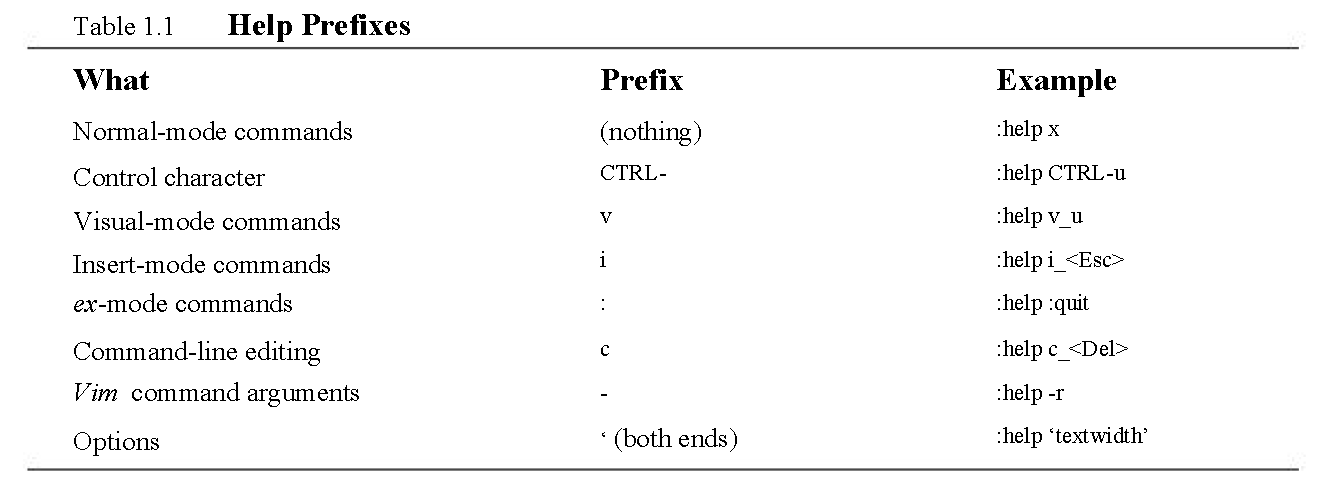 Table 1.1 Help Prefixes
What Prefix Example
Normal-mode commands (nothing) :help x
Control character CTRL- :help CTRL-u
Visual-mode commands v :help v_u
Insert-mode commands i :help i_<Esc>
ex-mode commands : :help :quit
Command-line editing c :help c_<Del>
Vim command arguments - :help -r
Options ‘ (both ends) :help ‘textwidth’